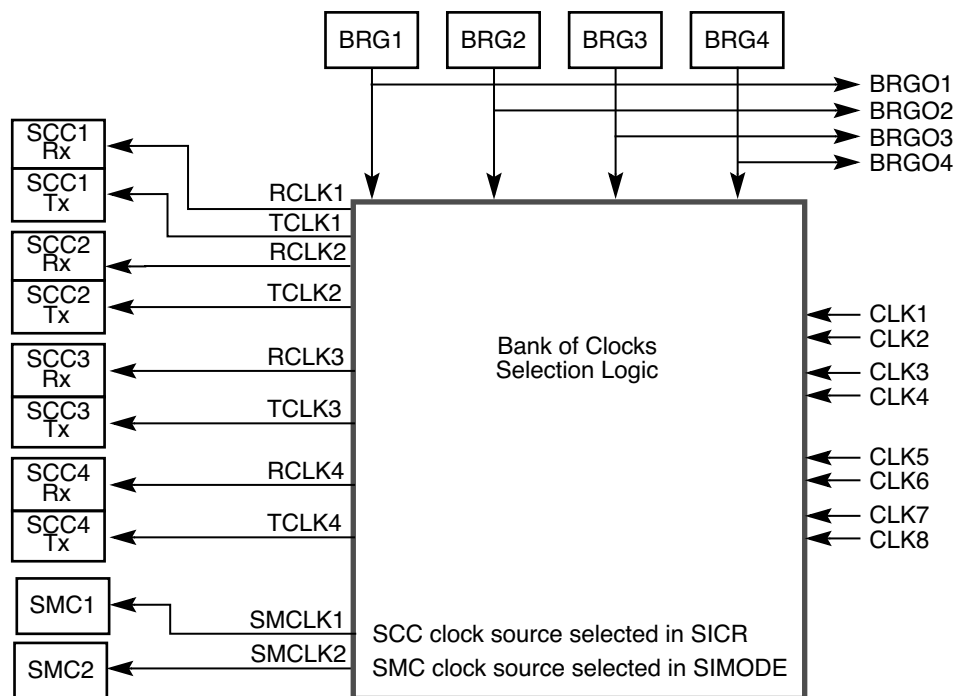 BRG1
BRG2
BRG3
BRG4
BRGO1
BRGO2
BRGO3
BRGO4
SCC1
Rx
SCC1
Tx
SCC2
Rx
SCC2
Tx
SCC3
Rx
SCC3
Tx
SCC4
Rx
SCC4
Tx
SMC1
SMC2
RCLK1
TCLK1
RCLK2
TCLK2
RCLK3
TCLK3
RCLK4
TCLK4
SMCLK1
SMCLK2
Bank of Clocks
Selection Logic
SCC clock source selected in SICR
SMC clock source selected in SIMODE
CLK1
CLK2
CLK3
CLK4
CLK5
CLK6
CLK7
CLK8